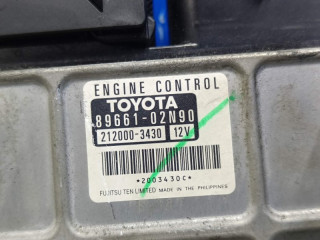 ENGINE CONTROL
TOYOTA
89661-02N90
212000-3430 12V
*2003430C*
FUJITSU TEN LIMITED MADE IN THE PHILIPPINES